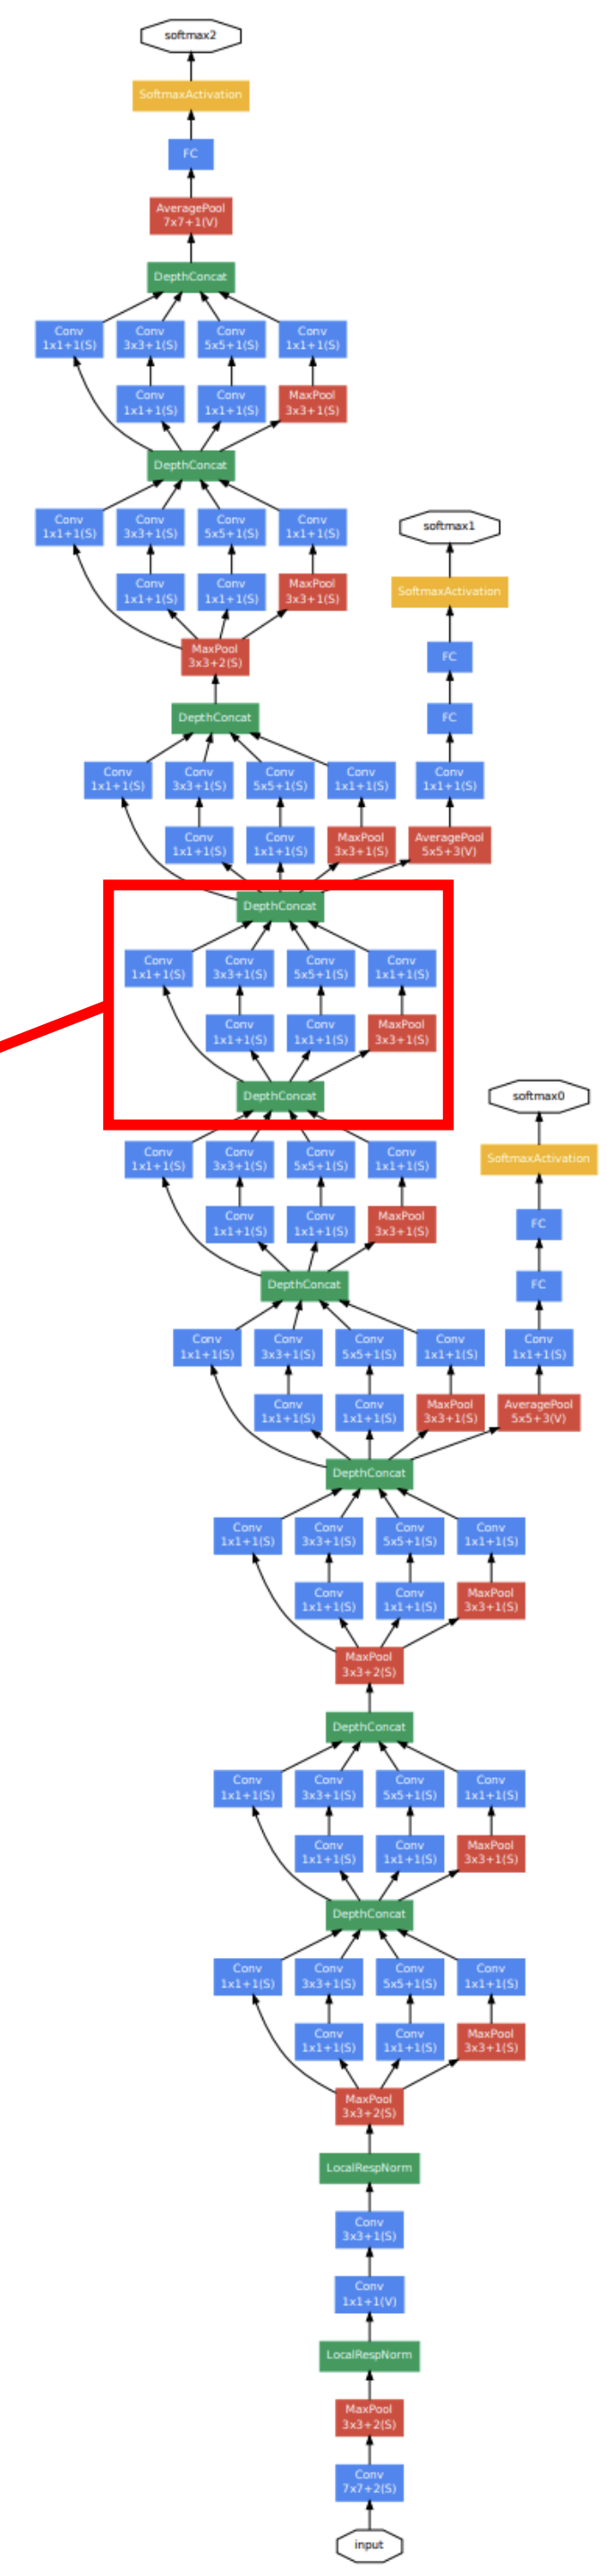 softmax2
SoftmaxActivation
FC
AveragePool
7x7+1(V)
DepthConcat
Conv Conv Conv Conv
1x1+1(S) 3x3+1(S) 5x5+1(S) 1x1+1(S)
Conv Conv MaxPool
1x1+1(S) 1x1+1(S) 3x3+1(S)
DepthConcat
Conv Conv Conv Conv
1x1+1(S) 3x3+1(S) 5x5+1(S) 1x1+1(S)
softmax1
Conv Conv MaxPool
1x1+1(S) 1x1+1(S) 3x3+1(S)
SoftmaxActivation
MaxPool
3x3+2(S)
FC
DepthConcat
FC
Conv Conv Conv Conv Conv
1x1+1(S) 3x3+1(S) 5x5+1(S) 1x1+1(S) 1x1+1(S)
Conv Conv MaxPool AveragePool
1x1+1(S) 1x1+1(S) 3x3+1(S) 5x5+3(V)
DepthConcat
Conv Conv Conv Conv
1x1+1(S) 3x3+1(S) 5x5+1(S) 1x1+1(S)
Conv Conv MaxPool
1x1+1(S) 1x1+1(S) 3x3+1(S)
DepthConcat
softmax0
Conv Conv Conv Conv
1x1+1(S) 3x3+1(S) 5x5+1(S) 1x1+1(S)
SoftmaxActivation
Conv Conv MaxPool
1x1+1(S) 1x1+1(S) 3x3+1(S)
FC
DepthConcat
FC
Conv Conv Conv Conv Conv
1x1+1(S) 3x3+1(S) 5x5+1(S) 1x1+1(S) 1x1+1(S)
Conv Conv MaxPool AveragePool
1x1+1(S) 1x1+1(S) 3x3+1(S) 5x5+3(V)
DepthConcat
Conv Conv Conv Conv
1x1+1(S) 3x3+1(S) 5x5+1(S) 1x1+1(S)
Conv Conv MaxPool
1x1+1(S) 1x1+1(S) 3x3+1(S)
MaxPool
3x3+2(S)
DepthConcat
Conv Conv Conv Conv
1x1+1(S) 3x3+1(S) 5x5+1(S) 1x1+1(S)
Conv Conv MaxPool
1x1+1(S) 1x1+1(S) 3x3+1(S)
DepthConcat
Conv Conv Conv Conv
1x1+1(S) 3x3+1(S) 5x5+1(S) 1x1+1(S)
Conv Conv MaxPool
1x1+1(S) 1x1+1(S) 3x3+1(S)
MaxPool
3x3+2(S)
LocalRespNorm
Conv
3x3+1(S)
Conv
1x1+1(V)
LocalRespNorm
MaxPool
3x3+2(S)
Conv
7x7+2(S)
input